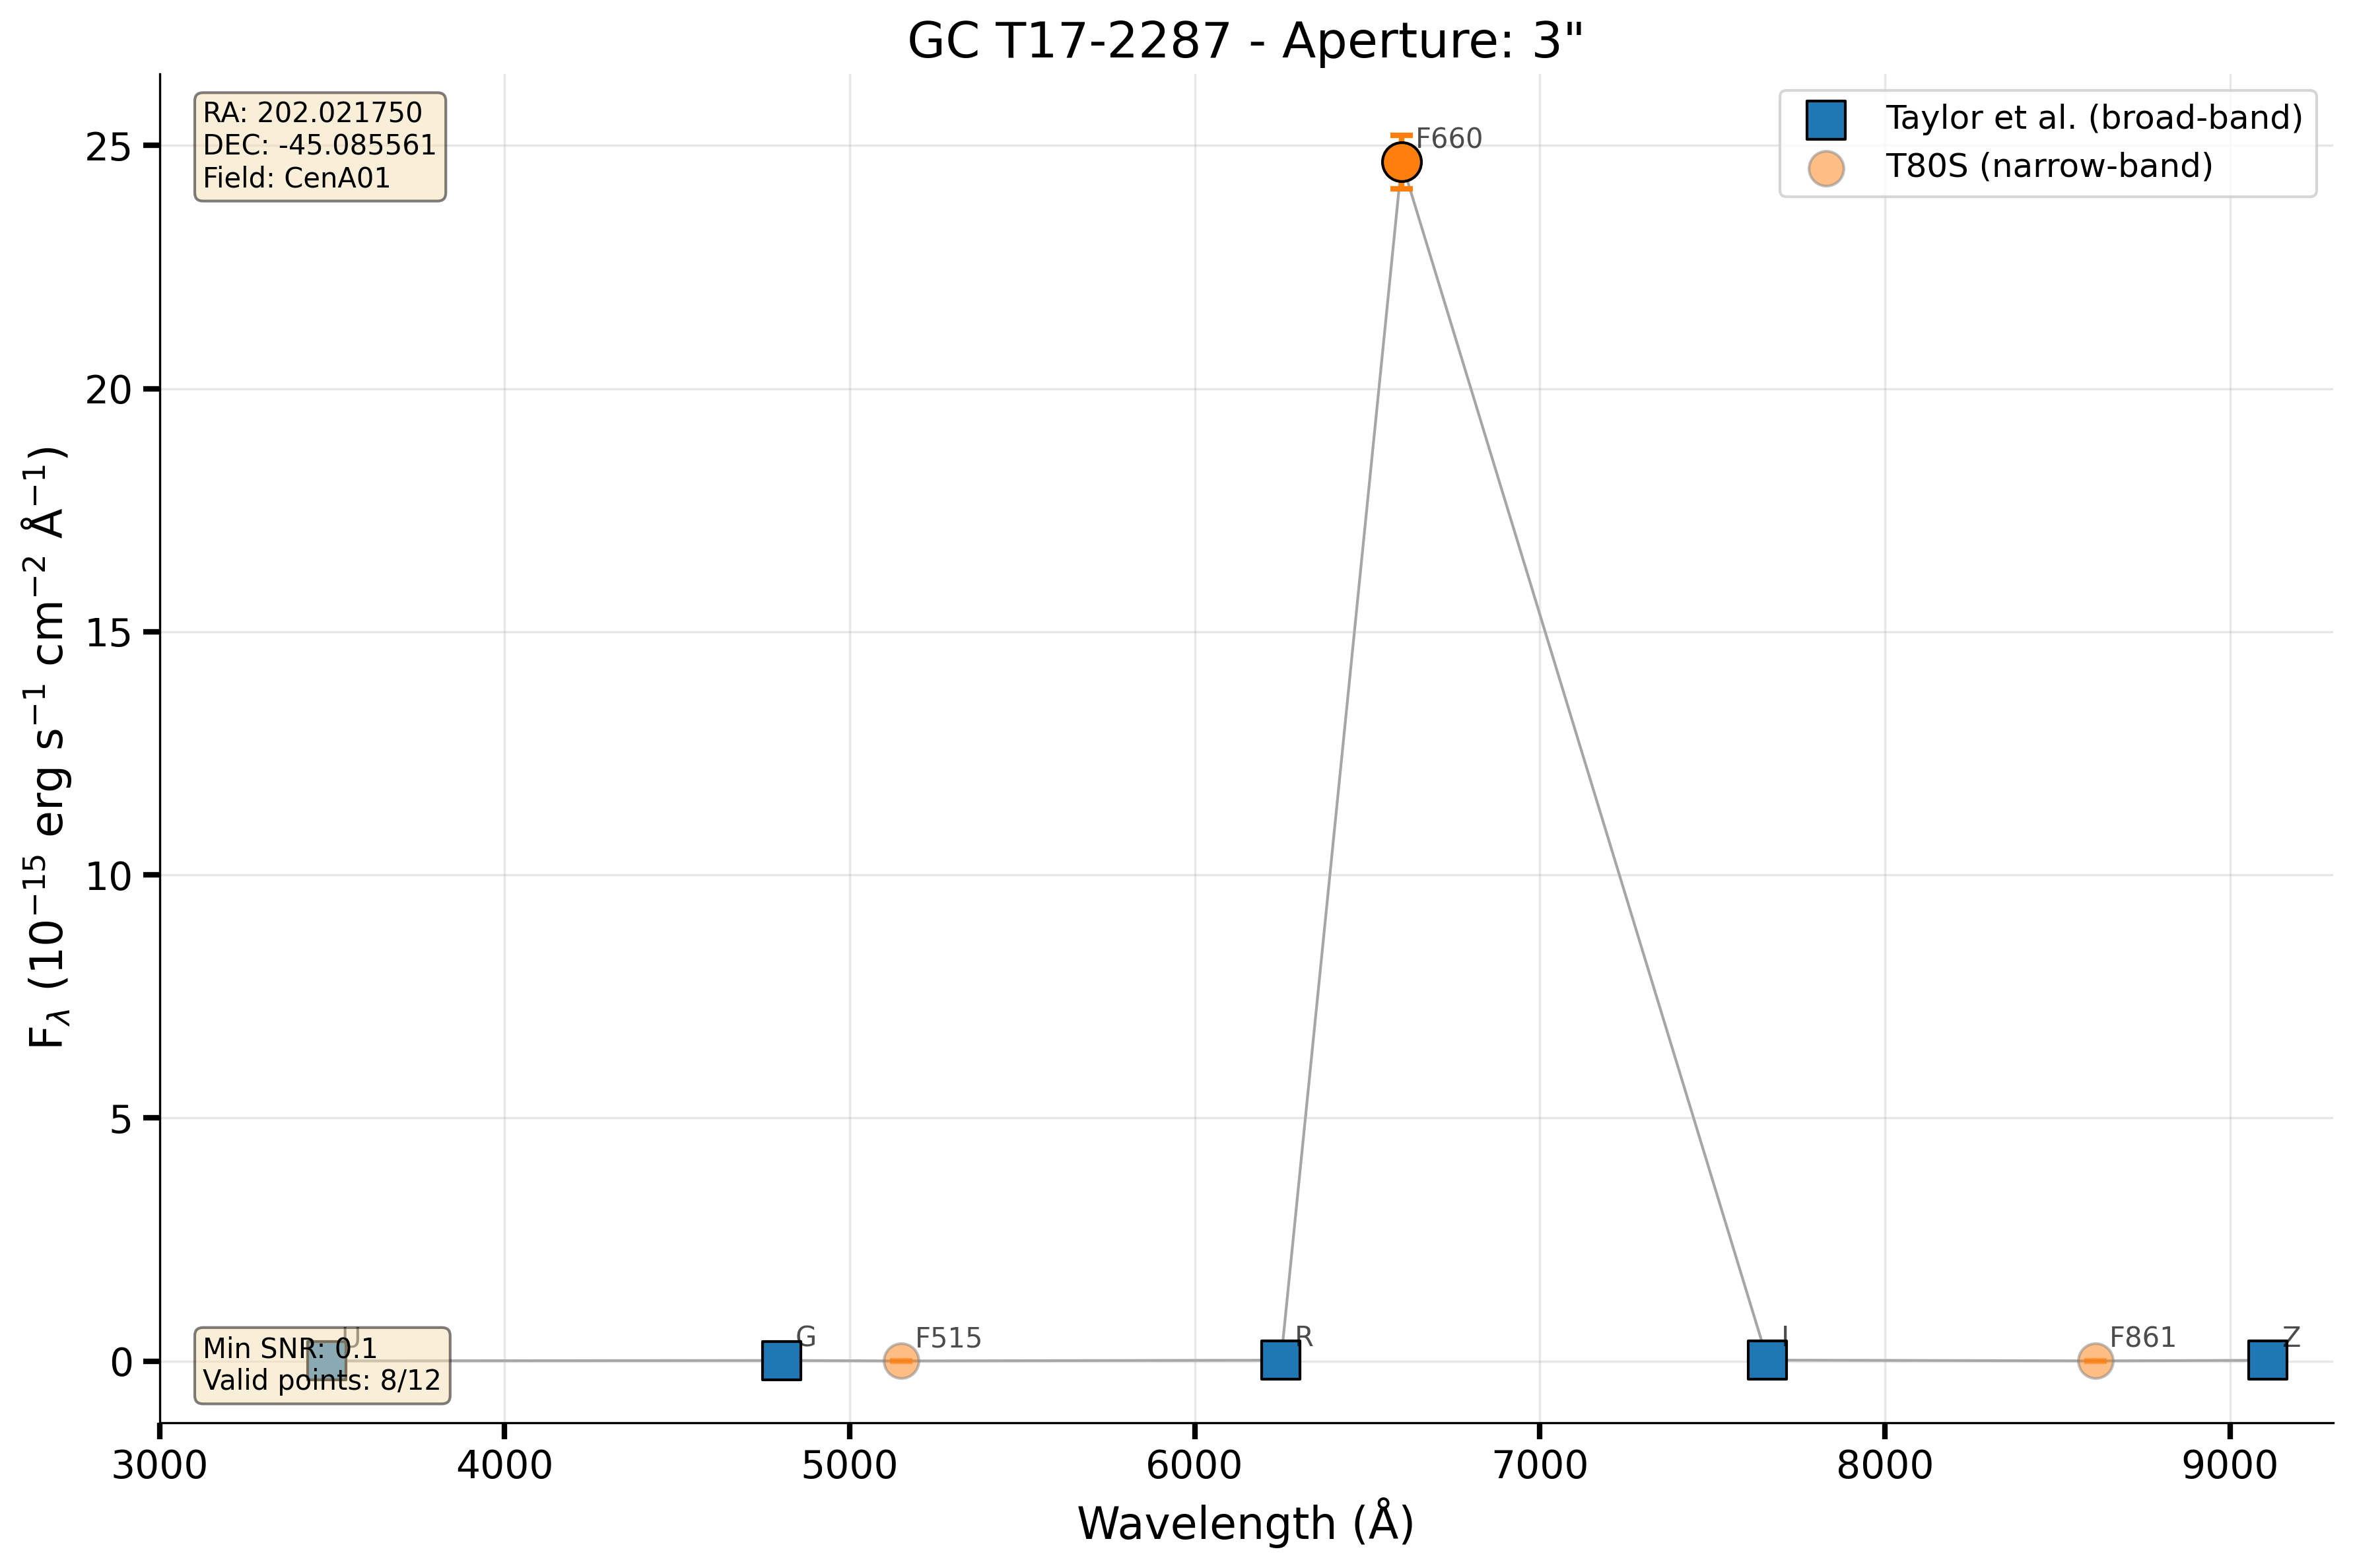 GC T17-2287 - Aperture: 3"
RA: 202.021750
DEC: -45.085561
Field: CenA01
Taylor et al. (broad-band)
T80S (narrow-band)
F660
25
20
15
10
5
0
F_λ (10⁻¹⁵ erg s⁻¹ cm⁻² Å⁻¹)
U
G
F515
R
I
F861
Z
Min SNR: 0.1
Valid points: 8/12
3000 4000 5000 6000 7000 8000 9000
Wavelength (Å)